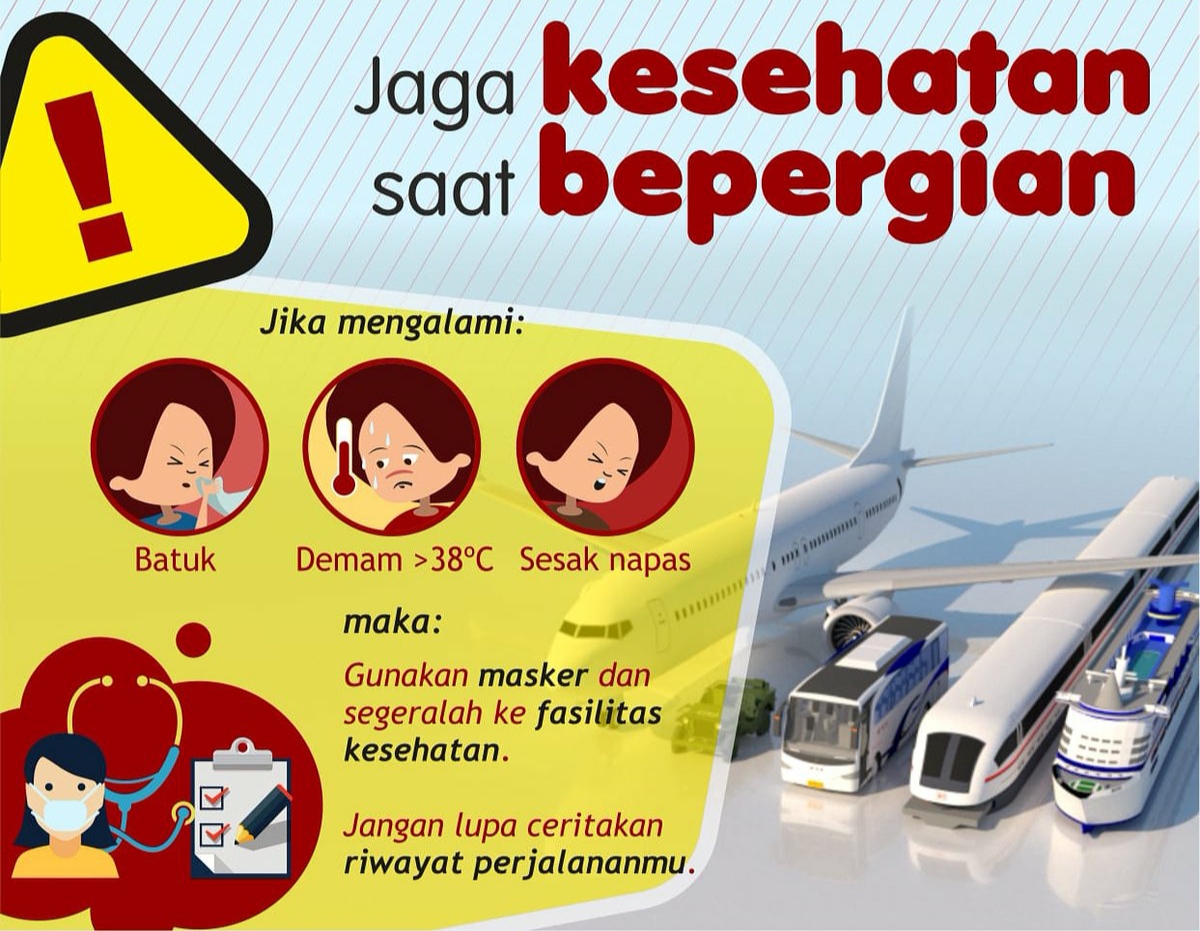 Jaga kesehatan
saat bepergian
Jika mengalami:
Batuk
Demam >38°C
Sesak napas
maka:
Gunakan masker dan
segeralah ke fasilitas
kesehatan.
Jangan lupa ceritakan
riwayat perjalananmu.